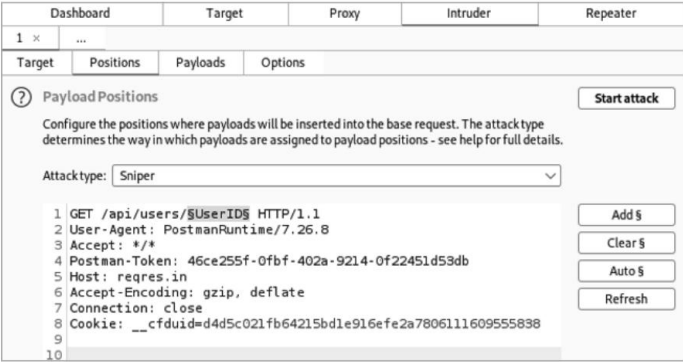 Dashboard Target Proxy Intruder Repeater
1 × ...
Target Positions Payloads Options
? Payload Positions
Start attack
Configure the positions where payloads will be inserted into the base request. The attack type
determines the way in which payloads are assigned to payload positions - see help for full details.
Attack type: Sniper
1 GET /api/users/§UserID§ HTTP/1.1
2 User-Agent: PostmanRuntime/7.26.8
3 Accept: */*
4 Postman-Token: 46ce255f-0fbf-402a-9214-0f22451d53db
5 Host: reqres.in
6 Accept-Encoding: gzip, deflate
7 Connection: close
8 Cookie: __cfduid=d4d5c021fb64215bd1e916efe2a7806111609555838
9
10
Add §
Clear §
Auto §
Refresh